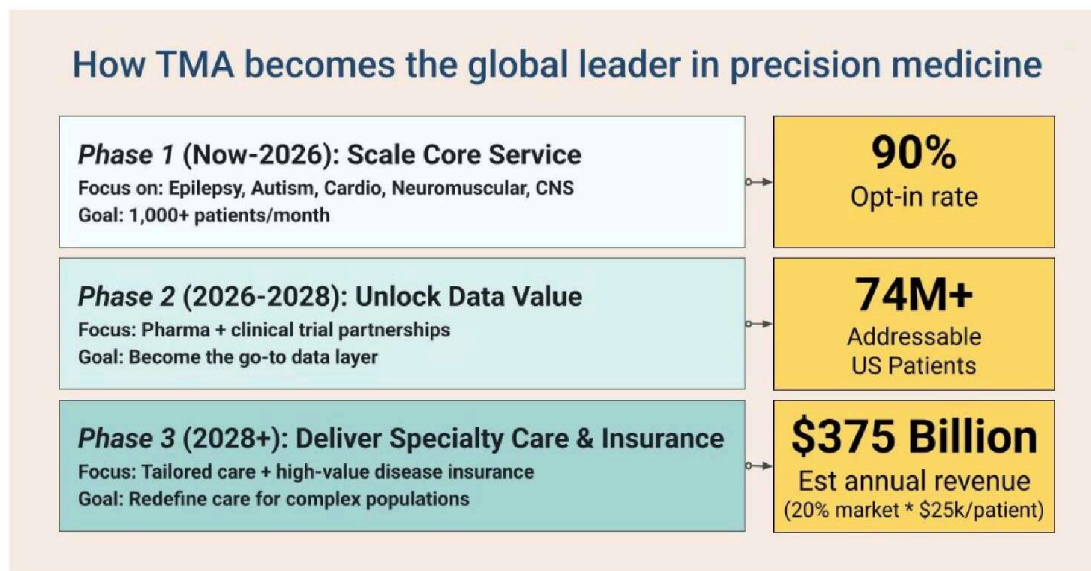 How TMA becomes the global leader in precision medicine
Phase 1 (Now-2026): Scale Core Service
Focus on: Epilepsy, Autism, Cardio, Neuromuscular, CNS
Goal: 1,000+ patients/month
90%
Opt-in rate
Phase 2 (2026-2028): Unlock Data Value
Focus: Pharma + clinical trial partnerships
Goal: Become the go-to data layer
74M+
Addressable
US Patients
Phase 3 (2028+): Deliver Specialty Care & Insurance
Focus: Tailored care + high-value disease insurance
Goal: Redefine care for complex populations
$375 Billion
Est annual revenue
(20% market * $25k/patient)